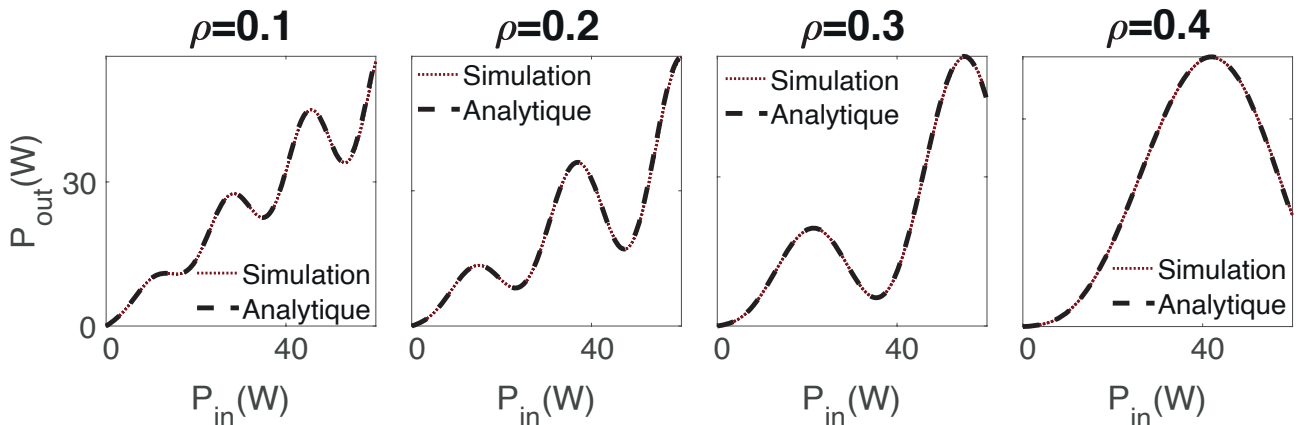 ρ=0.1
ρ=0.2
ρ=0.3
ρ=0.4
Simulation
Analytique
Simulation
Analytique
Simulation
Analytique
Simulation
Analytique
P_out(W)
30
0
0
40
0
40
0
40
0
40
P_in(W)
P_in(W)
P_in(W)
P_in(W)